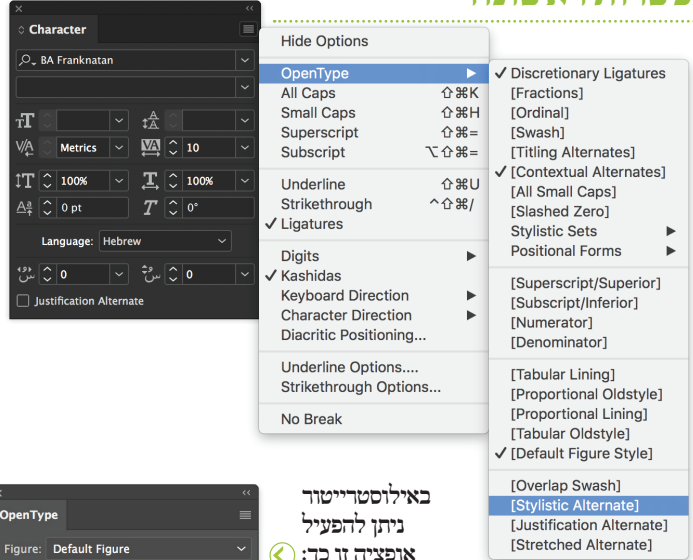 Character
BA Franknatan
Metrics
10
100%
100%
0 pt
0°
Language: Hebrew
0
0
Justification Alternate
Hide Options
OpenType
All Caps ⇧⌘K
Small Caps ⇧⌘H
Superscript ⇧⌘=
Subscript ⌥⇧⌘=
Underline ⇧⌘U
Strikethrough ^⇧⌘/
✓ Ligatures
Digits
✓ Kashidas
Keyboard Direction
Character Direction
Diacritic Positioning...
Underline Options....
Strikethrough Options...
No Break
✓ Discretionary Ligatures
[Fractions]
[Ordinal]
[Swash]
[Titling Alternates]
✓ [Contextual Alternates]
[All Small Caps]
[Slashed Zero]
Stylistic Sets
Positional Forms
[Superscript/Superior]
[Subscript/Inferior]
[Numerator]
[Denominator]
[Tabular Lining]
[Proportional Oldstyle]
[Proportional Lining]
[Tabular Oldstyle]
✓ [Default Figure Style]
[Overlap Swash]
[Stylistic Alternate]
[Justification Alternate]
[Stretched Alternate]
OpenType
Figure: Default Figure
באילוסטרייטור
ניתן להפעיל
אופציה זו כך: